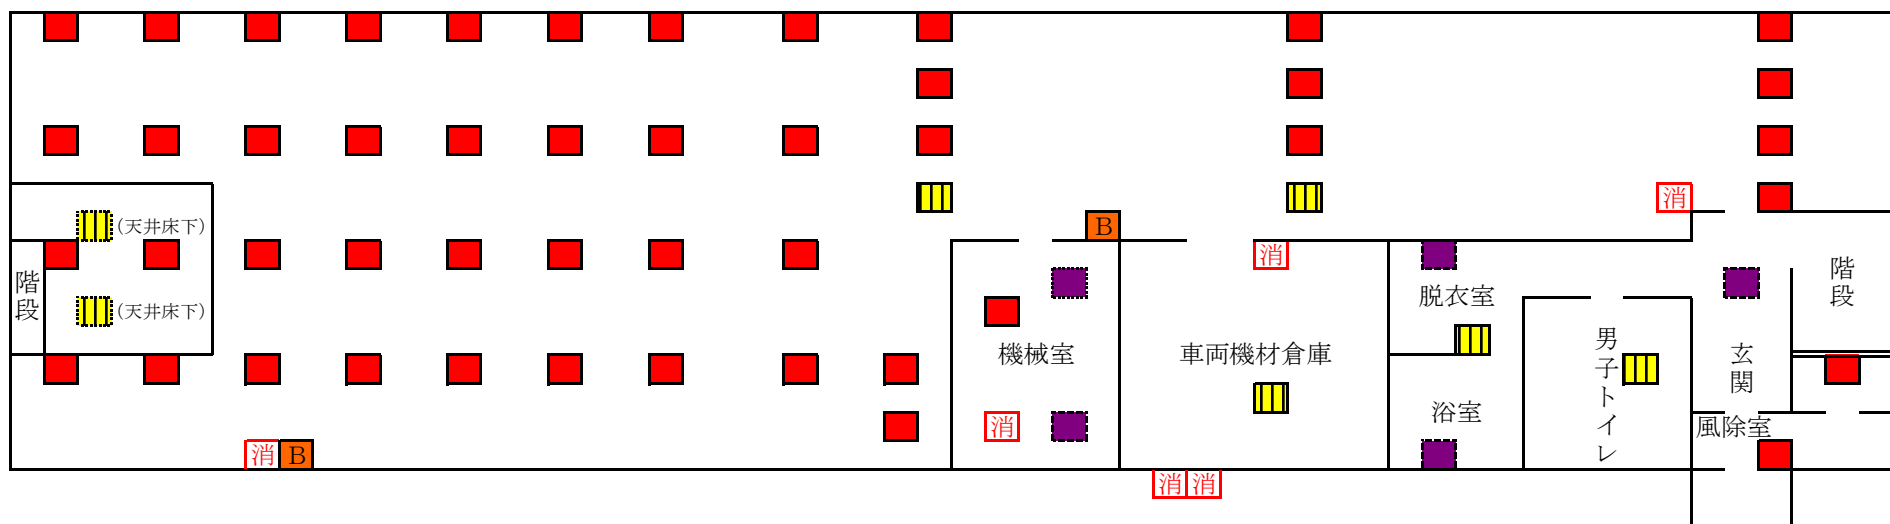 消
(天井床下)
B
消
階段
(天井床下)
脱衣室
階段
機械室
車両機材倉庫
男子トイレ
玄関
消
浴室
風除室
消
B
消
消